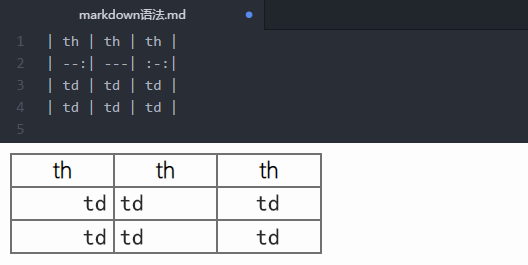 markdown语法.md
1 | th | th | th |
2 | --:| ---| :-:|
3 | td | td | td |
4 | td | td | td |
5
th th th
td td td
td td td